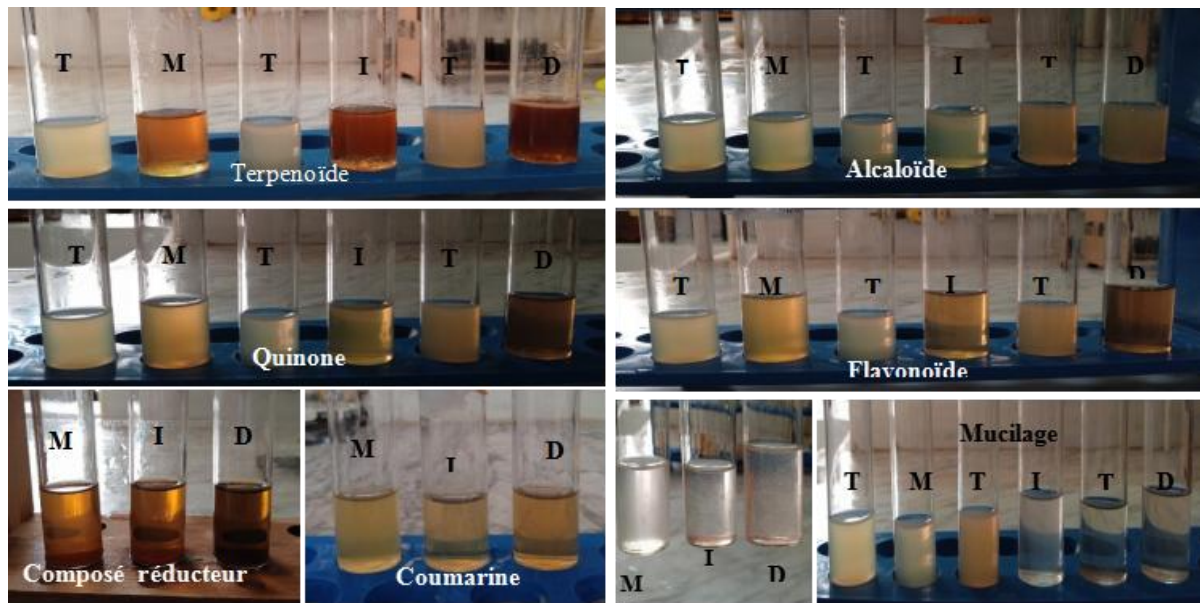 T M T I T D
Terpenoïde
T M T I T D
Alcaloïde
T M T I T D
Quinone
T M T I T D
Flavonoïde
M I D
Composé réducteur
M I D
Coumarine
M I D
Mucilage
T M T I T D